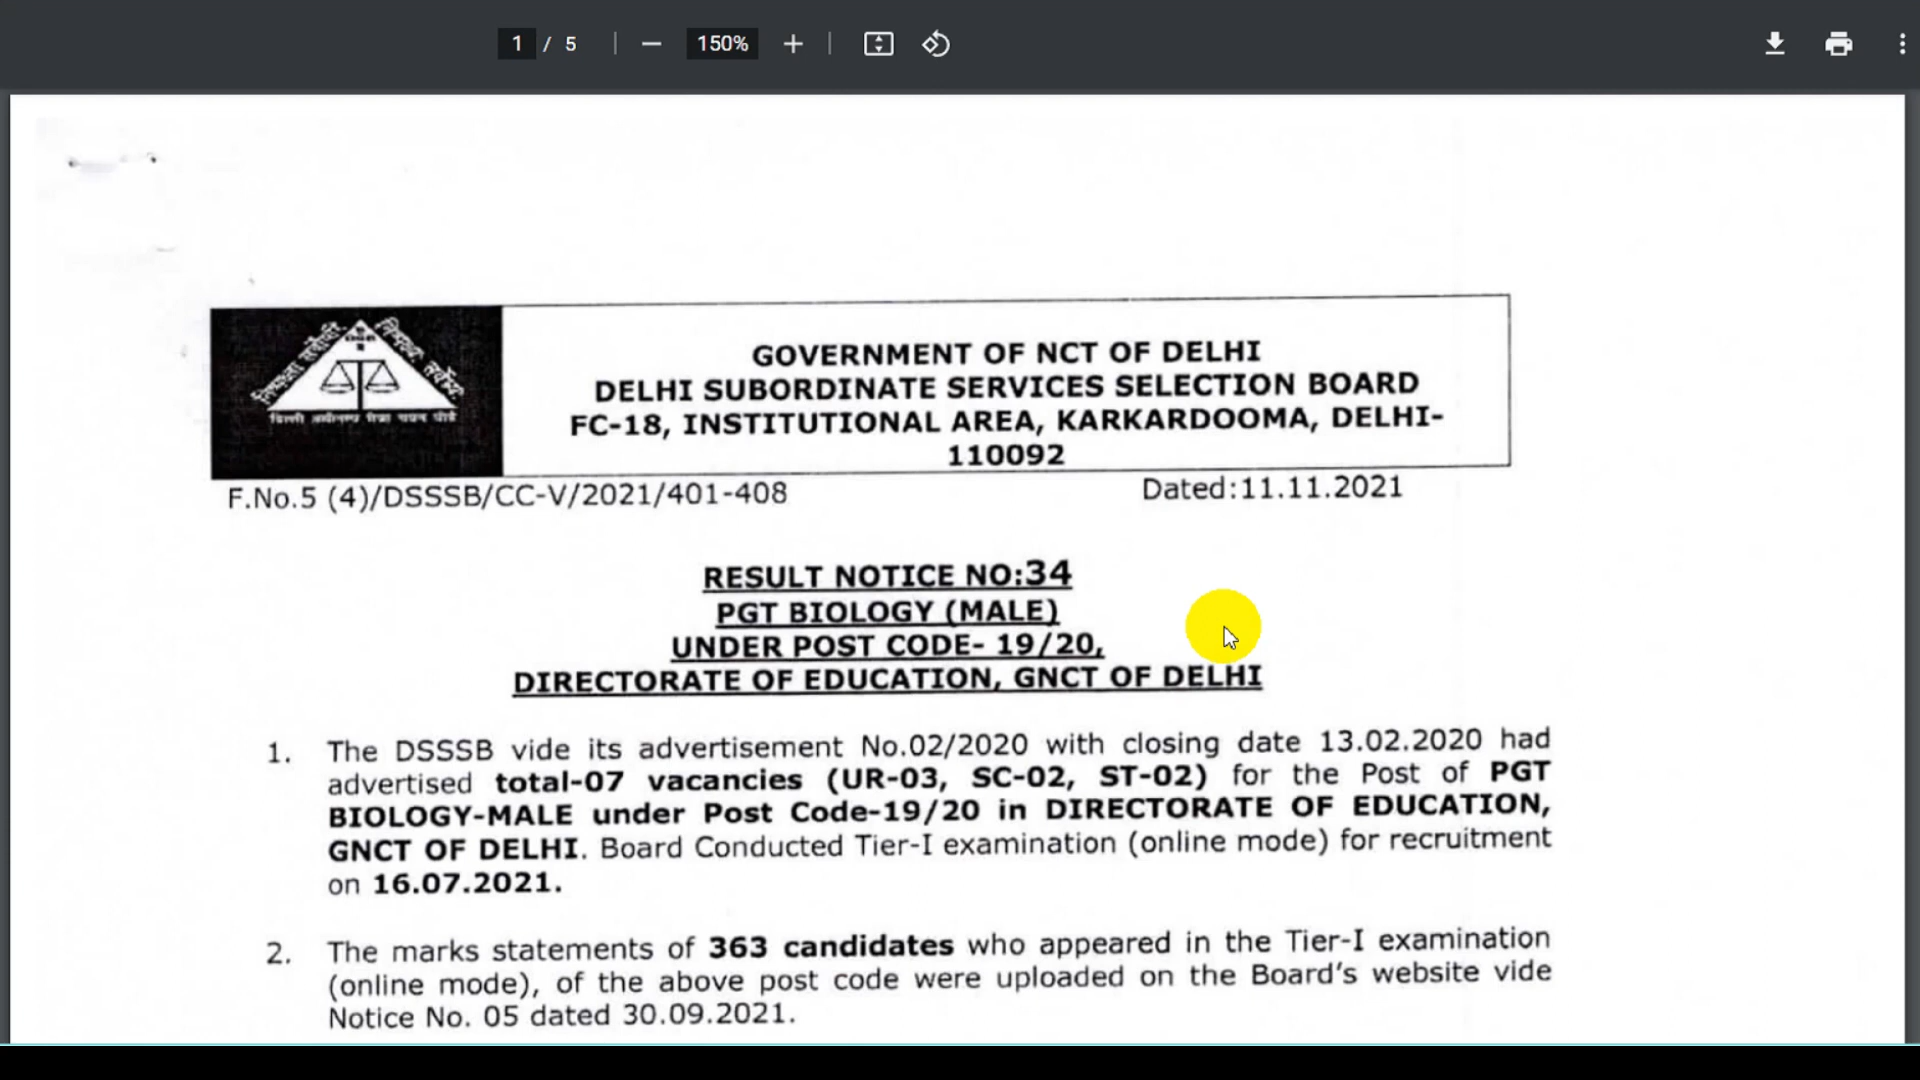 1 / 5
150%
GOVERNMENT OF NCT OF DELHI
DELHI SUBORDINATE SERVICES SELECTION BOARD
FC-18, INSTITUTIONAL AREA, KARKARDOOMA, DELHI-
110092
F.No.5 (4)/DSSSB/CC-V/2021/401-408 Dated:11.11.2021
RESULT NOTICE NO:34
PGT BIOLOGY (MALE)
UNDER POST CODE- 19/20,
DIRECTORATE OF EDUCATION, GNCT OF DELHI
1. The DSSSB vide its advertisement No.02/2020 with closing date 13.02.2020 had
advertised total-07 vacancies (UR-03, SC-02, ST-02) for the Post of PGT
BIOLOGY-MALE under Post Code-19/20 in DIRECTORATE OF EDUCATION,
GNCT OF DELHI. Board Conducted Tier-I examination (online mode) for recruitment
on 16.07.2021.
2. The marks statements of 363 candidates who appeared in the Tier-I examination
(online mode), of the above post code were uploaded on the Board's website vide
Notice No. 05 dated 30.09.2021.